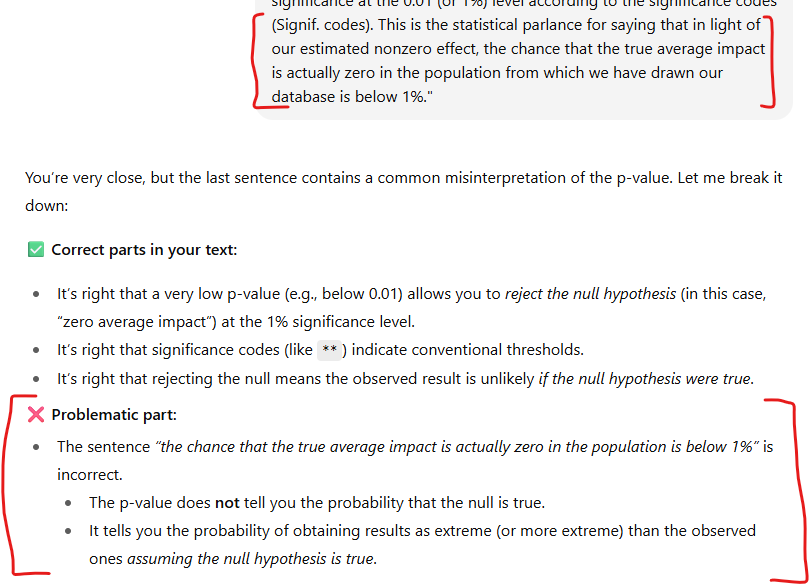 significance at the 0.01 (or 1%) level according to the significance codes
(Signif. codes). This is the statistical parlance for saying that in light of
our estimated nonzero effect, the chance that the true average impact
is actually zero in the population from which we have drawn our
database is below 1%."
You're very close, but the last sentence contains a common misinterpretation of the p-value. Let me break it
down:
✅ Correct parts in your text:
• It's right that a very low p-value (e.g., below 0.01) allows you to reject the null hypothesis (in this case,
"zero average impact") at the 1% significance level.
• It's right that significance codes (like **) indicate conventional thresholds.
• It's right that rejecting the null means the observed result is unlikely if the null hypothesis were true.
❌ Problematic part:
• The sentence "the chance that the true average impact is actually zero in the population is below 1%" is
incorrect.
• The p-value does not tell you the probability that the null is true.
• It tells you the probability of obtaining results as extreme (or more extreme) than the observed
ones assuming the null hypothesis is true.